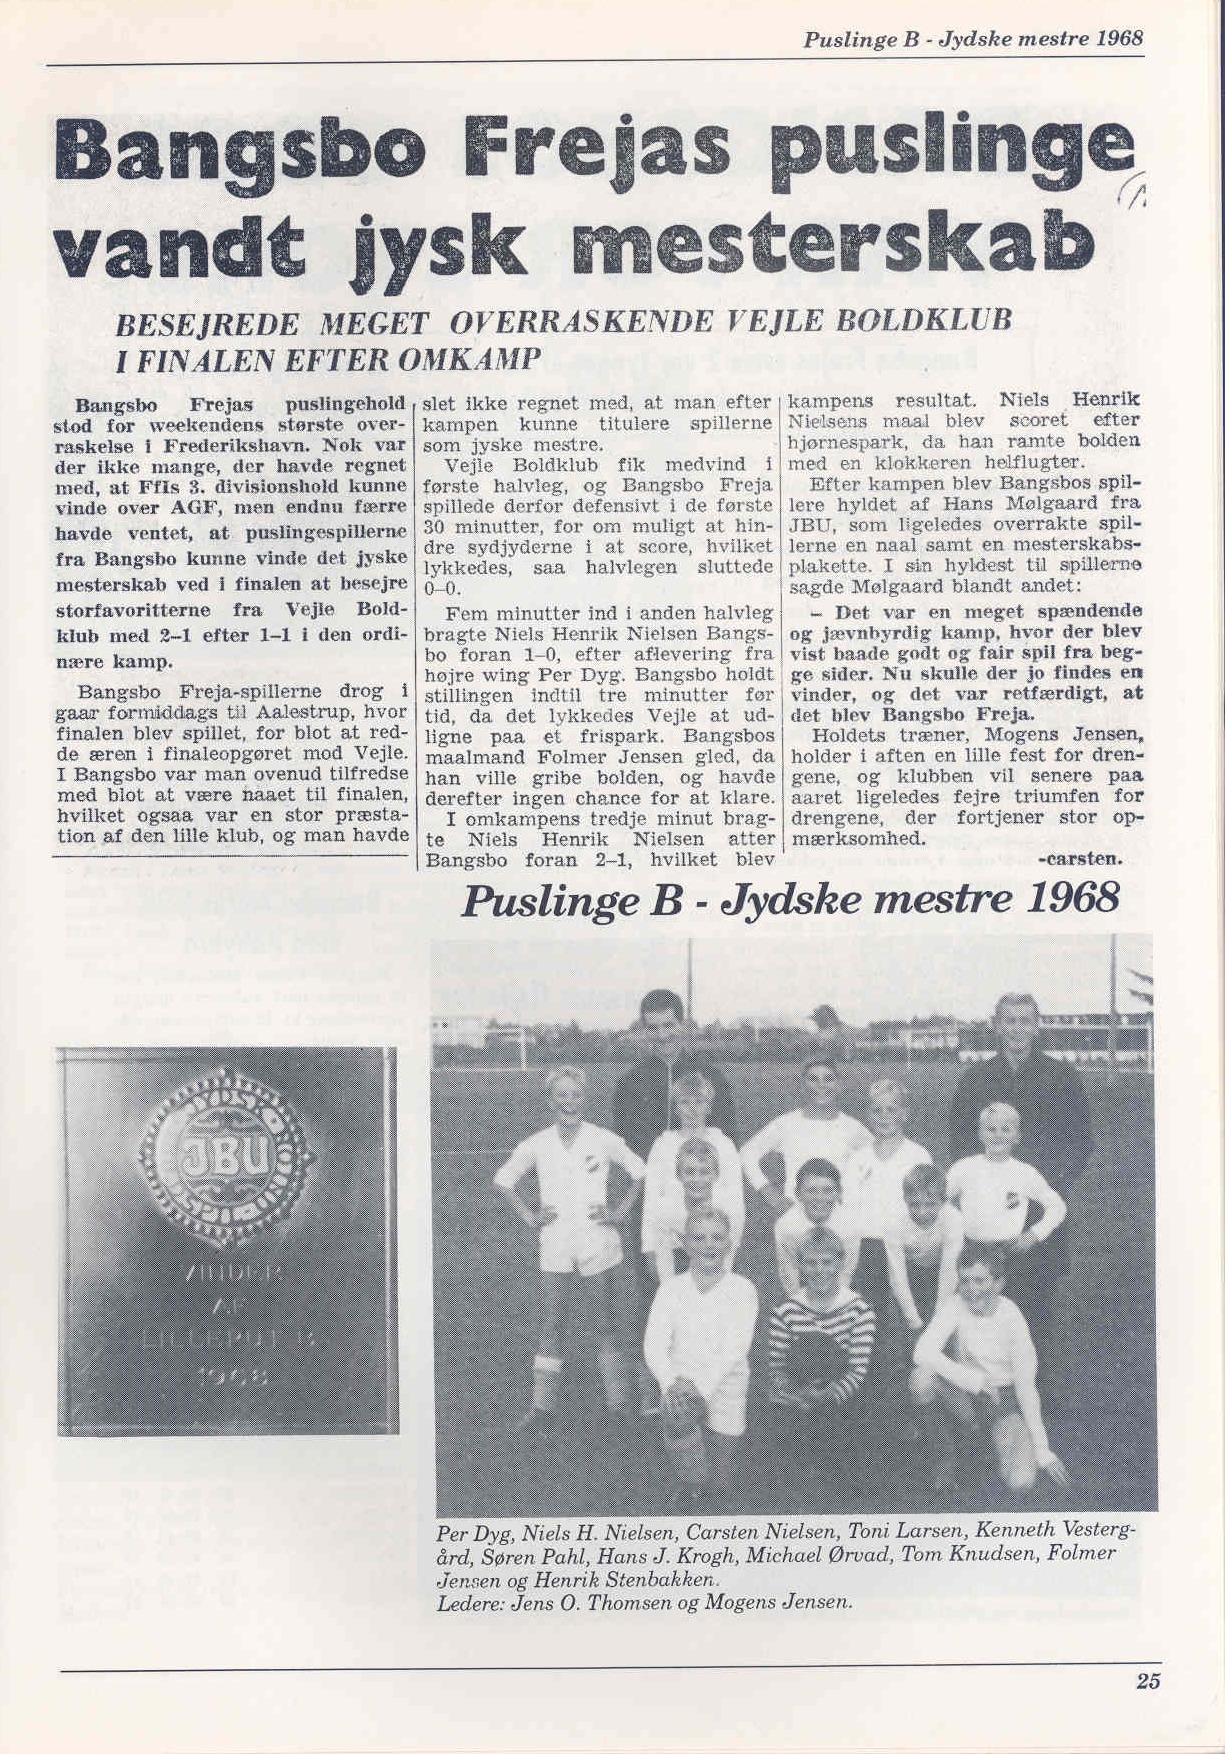 Puslinge B - Jydske mestre 1968
Bangsbo Frejas puslinge
vandt jysk mesterskab
BESEJREDE MEGET OVERRASKENDE VEJLE BOLDKLUB
I FINALEN EFTER OMKAMP
Bangsbo Frejas puslingehold
stod for weekendens største over-
raskelse i Frederikshavn. Nok var
der ikke mange, der havde regnet
med, at FfIs 3. divisionshold kunne
vinde over AGF, men endnu færre
havde ventet, at puslingespillerne
fra Bangsbo kunne vinde det jyske
mesterskab ved i finalen at besejre
storfavoritterne fra Vejle Bold-
klub med 2-1 efter 1-1 i den ordi-
nære kamp.
Bangsbo Freja-spillerne drog i
gaar formiddags til Aalestrup, hvor
finalen blev spillet, for blot at red-
de æren i finaleopgøret mod Vejle.
I Bangsbo var man ovenud tilfredse
med blot at være naaet til finalen,
hvilket ogsaa var en stor præsta-
tion af den lille klub, og man havde
slet ikke regnet med, at man efter
kampen kunne titulere spillerne
som jyske mestre.
Vejle Boldklub fik medvind i
første halvleg, og Bangsbo Freja
spillede derfor defensivt i de første
30 minutter, for om muligt at hin-
dre sydjyderne i at score, hvilket
lykkedes, saa halvlegen sluttede
0-0.
Fem minutter ind i anden halvleg
bragte Niels Henrik Nielsen Bangs-
bo foran 1-0, efter aflevering fra
højre wing Per Dyg. Bangsbo holdt
stillingen indtil tre minutter før
tid, da det lykkedes Vejle at ud-
ligne paa et frispark. Bangsbos
maalmand Folmer Jensen gled, da
han ville gribe bolden, og havde
derefter ingen chance for at klare.
I omkampens tredje minut brag-
te Niels Henrik Nielsen atter
Bangsbo foran 2-1, hvilket blev
kampens resultat. Niels Henrik
Nielsens maal blev scoret efter
hjørnespark, da han ramte bolden
med en klokkeren helflugter.
Efter kampen blev Bangsbos spil-
lere hyldet af Hans Mølgaard fra
JBU, som ligeledes overrakte spil-
lerne en naal samt en mesterskabs-
plakette. I sin hyldest til spillerne
sagde Mølgaard blandt andet:
- Det var en meget spændende
og jævnbyrdig kamp, hvor der blev
vist baade godt og fair spil fra beg-
ge sider. Nu skulle der jo findes en
vinder, og det var retfærdigt, at
det blev Bangsbo Freja.
Holdets træner, Mogens Jensen,
holder i aften en lille fest for dren-
gene, og klubben vil senere paa
aaret ligeledes fejre triumfen for
drengene, der fortjener stor op-
mærksomhed.
-carsten.
Puslinge B - Jydske mestre 1968
JBU
VINDER
AF
LILLEPUT B
1968
Per Dyg, Niels H. Nielsen, Carsten Nielsen, Toni Larsen, Kenneth Vesterg-
ård, Søren Pahl, Hans J. Krogh, Michael Ørvad, Tom Knudsen, Folmer
Jensen og Henrik Stenbakken.
Ledere: Jens O. Thomsen og Mogens Jensen.
25